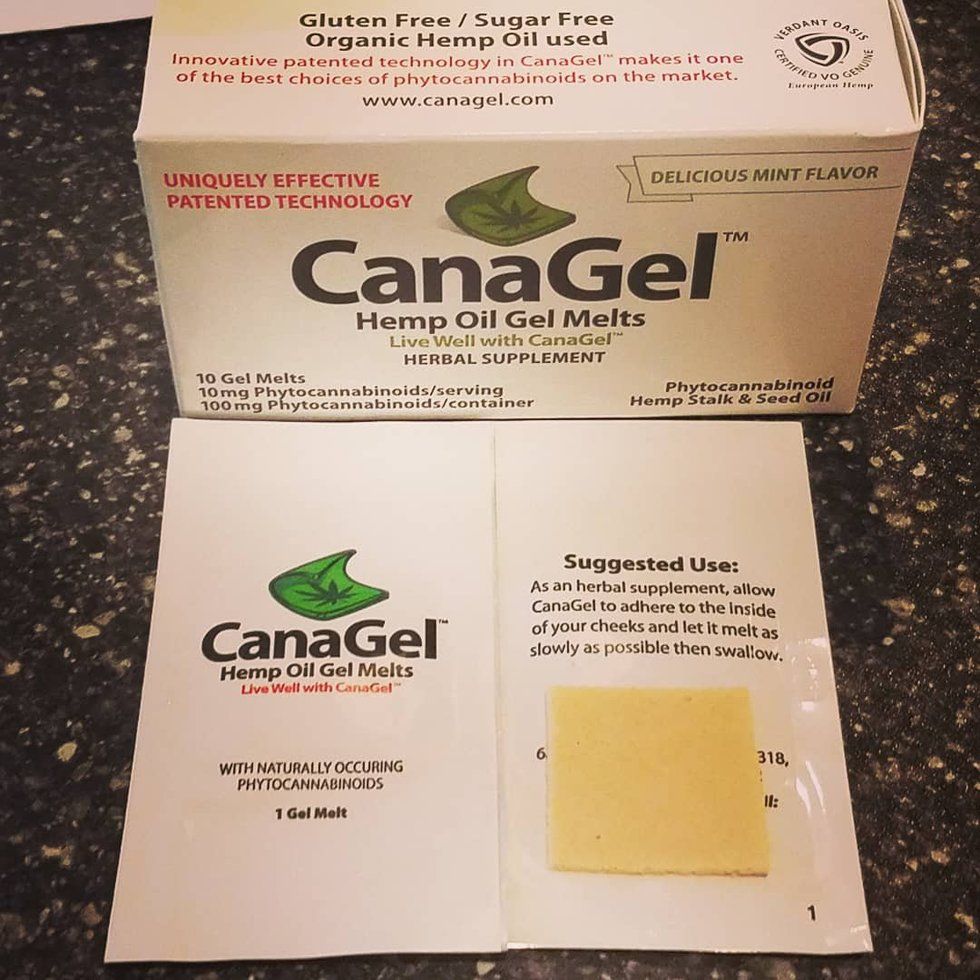 Gluten Free / Sugar Free
Organic Hemp Oil used
Innovative patented technology in CanaGel™ makes it one
of the best choices of phytocannabinoids on the market.
www.canagel.com
VERDANT OASIS
CERTIFIED VO GENUINE
European Hemp
UNIQUELY EFFECTIVE
PATENTED TECHNOLOGY
DELICIOUS MINT FLAVOR
CanaGel™
Hemp Oil Gel Melts
Live Well with CanaGel™
HERBAL SUPPLEMENT
10 Gel Melts
10mg Phytocannabinoids/serving
100mg Phytocannabinoids/container
Phytocannabinoid
Hemp Stalk & Seed Oil
CanaGel™
Hemp Oil Gel Melts
Live Well with CanaGel™
WITH NATURALLY OCCURING
PHYTOCANNABINOIDS
1 Gel Melt
Suggested Use:
As an herbal supplement, allow
CanaGel to adhere to the inside
of your cheeks and let it melt as
slowly as possible then swallow.
6
318,
1